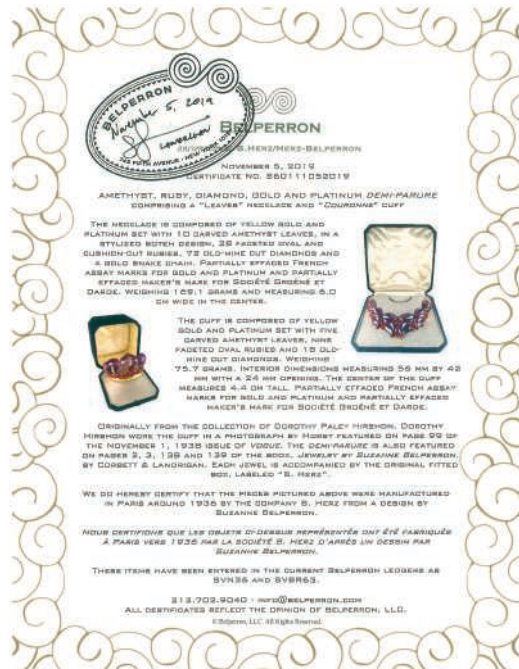 BELPERRON
November 5, 2019
BELPERRON
NOVEMBER 5, 2019
CERTIFICATE NO. 860111052019
AMETHYST, RUBY, DIAMOND, GOLD AND PLATINUM DEMI-PARURE
COMPRISING A "LEAVES" NECKLACE AND "COURONNE" CUFF
THE NECKLACE IS COMPOSED OF YELLOW GOLD AND
PLATINUM SET WITH 10 CARVED AMETHYST LEAVES, IN A
STYLIZED BOTEH DESIGN, 28 FACETED OVAL AND
CUSHION-CUT RUBIES, 72 OLD-MINE CUT DIAMONDS AND
A GOLD SNAKE CHAIN. PARTIALLY EFFACED FRENCH
ASSAY MARKS FOR GOLD AND PLATINUM AND PARTIALLY
EFFACED MAKER'S MARK FOR SOCIÉTÉ GROËNÉ ET
DARDE. WEIGHING 169.1 GRAMS AND MEASURING 6.0
CM WIDE IN THE CENTER.
THE CUFF IS COMPOSED OF YELLOW
GOLD AND PLATINUM SET WITH FIVE
CARVED AMETHYST LEAVES, NINE
FACETED OVAL RUBIES AND 18 OLD-
MINE CUT DIAMONDS. WEIGHING
75.7 GRAMS. INTERIOR DIMENSIONS MEASURING 56 MM BY 42
MM WITH A 24 MM OPENING. THE CENTER OF THE CUFF
MEASURES 4.4 CM TALL. PARTIALLY EFFACED FRENCH ASSAY
MARKS FOR GOLD AND PLATINUM AND PARTIALLY EFFACED
MAKER'S MARK FOR SOCIÉTÉ GROËNÉ ET DARDE.
ORIGINALLY FROM THE COLLECTION OF DOROTHY PALEY HIRSHON. DOROTHY
HIRSHON WORE THE CUFF IN A PHOTOGRAPH BY HORST FEATURED ON PAGE 99 OF
THE NOVEMBER 1, 1938 ISSUE OF VOGUE. THE DEMI-PARURE IS ALSO FEATURED
ON PAGES 2, 3, 138 AND 139 OF THE BOOK, JEWELRY BY SUZANNE BELPERRON,
BY CORBETT & LANDRIGAN. EACH JEWEL IS ACCOMPANIED BY THE ORIGINAL FITTED
BOX, LABELED "B. HERZ".
WE DO HEREBY CERTIFY THAT THE PIECES PICTURED ABOVE WERE MANUFACTURED
IN PARIS AROUND 1936 BY THE COMPANY B. HERZ FROM A DESIGN BY
SUZANNE BELPERRON.
NOUS CERTIFIONS QUE LES OBJETS CI-DESSUS REPRÉSENTÉS ONT ÉTÉ FABRIQUÉS
À PARIS VERS 1936 PAR LA SOCIÉTÉ B. HERZ D'APRÈS UN DESSIN PAR
SUZANNE BELPERRON.
THESE ITEMS HAVE BEEN ENTERED IN THE CURRENT BELPERRON LEDGERS AS
BVN36 AND BVBR63.
212.702.9040 · INFO@BELPERRON.COM
ALL CERTIFICATES REFLECT THE OPINION OF BELPERRON, LLC.
© Belperron, LLC. All Rights Reserved.